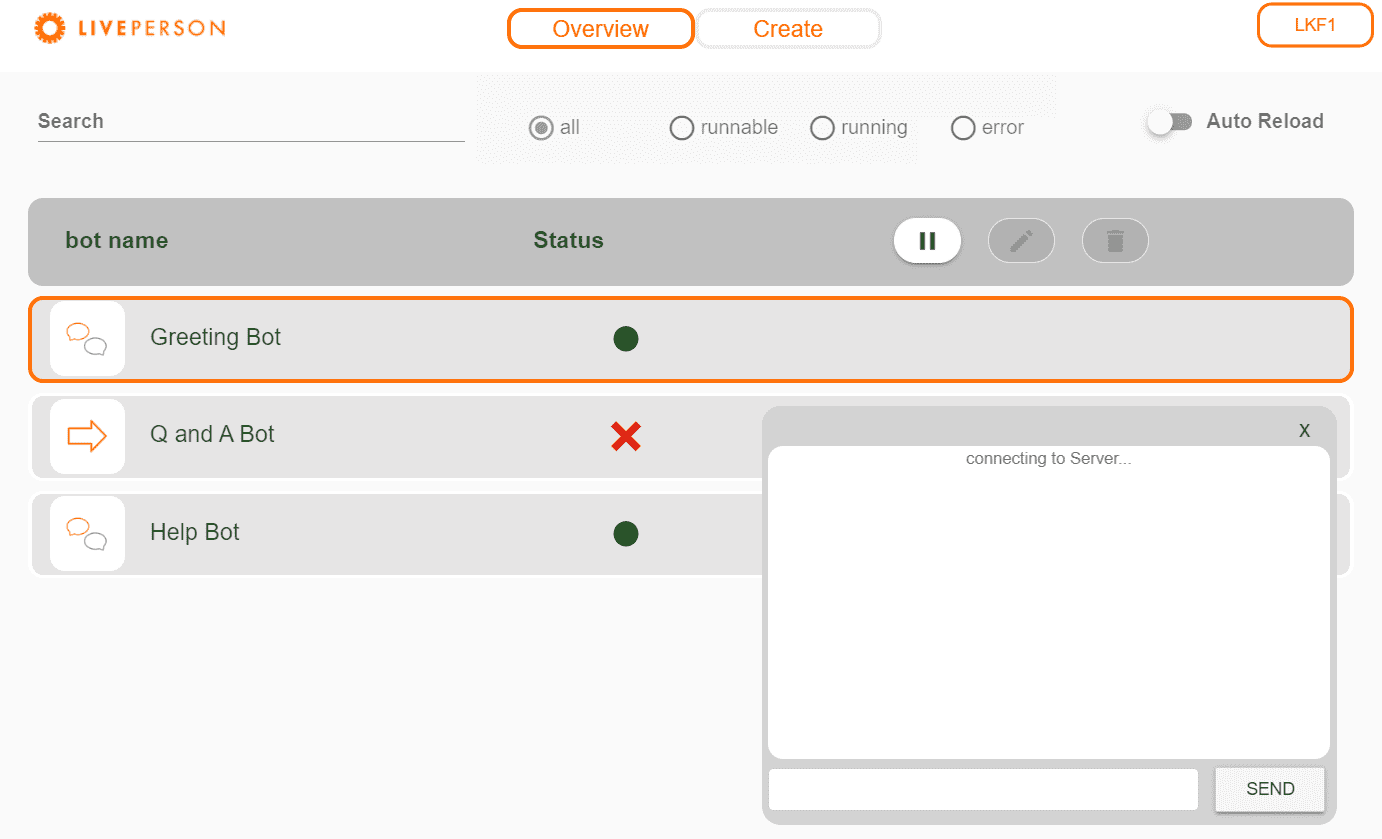 LIVEPERSON
Overview
Create
LKF1
Search
all
runnable
running
error
Auto Reload
bot name
Status
Greeting Bot
Q and A Bot
X
connecting to Server...
Help Bot
SEND